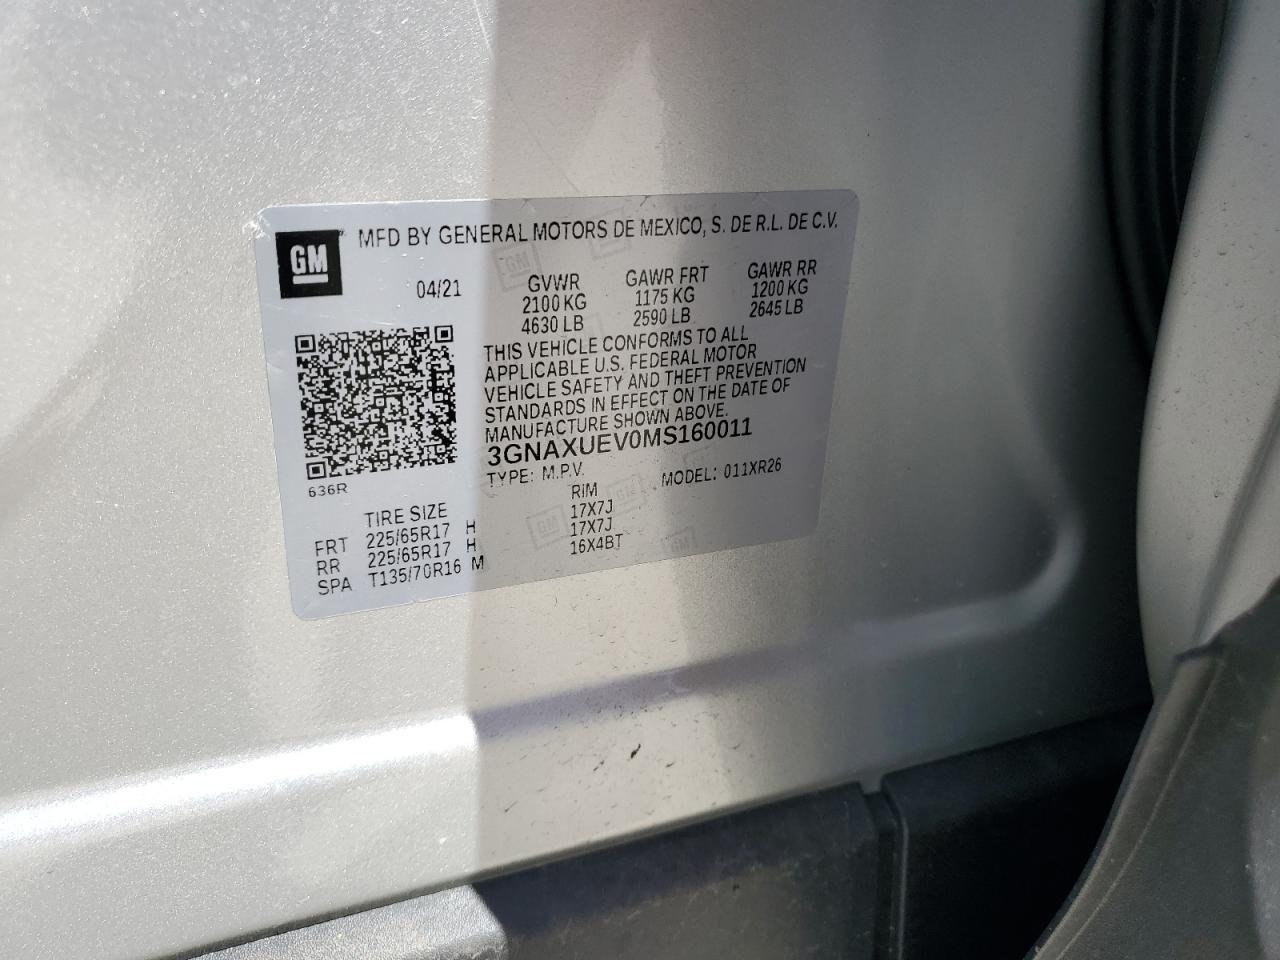 GM
MFD BY GENERAL MOTORS DE MEXICO, S. DE R.L. DE C.V.
04/21 GVWR GAWR FRT GAWR RR
2100 KG 1175 KG 1200 KG
4630 LB 2590 LB 2645 LB
THIS VEHICLE CONFORMS TO ALL
APPLICABLE U.S. FEDERAL MOTOR
VEHICLE SAFETY AND THEFT PREVENTION
STANDARDS IN EFFECT ON THE DATE OF
MANUFACTURE SHOWN ABOVE.
3GNAXUEV0MS160011
TYPE: M.P.V. MODEL: 011XR26
636R
TIRE SIZE RIM
FRT 225/65R17 H 17X7J
RR 225/65R17 H 17X7J
SPA T135/70R16 M 16X4BT